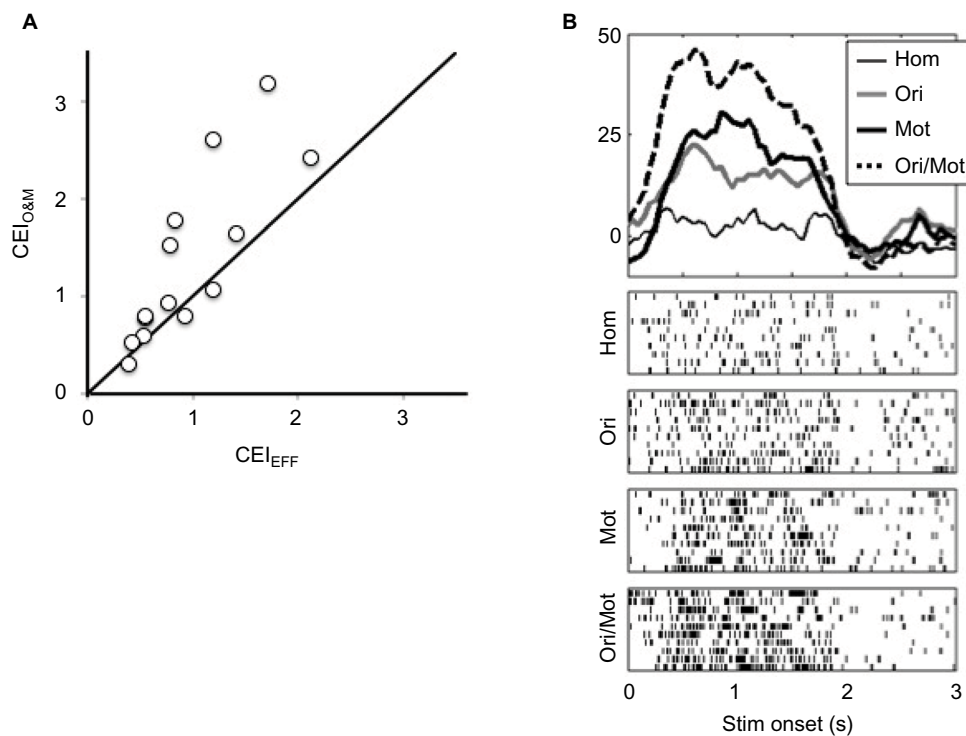 A
3
2
1
0
0
1
2
3
CEI_O&M
CEI_EFF
B
50
25
0
Hom
Ori
Mot
Ori/Mot
Hom
Ori
Mot
Ori/Mot
0
1
2
3
Stim onset (s)